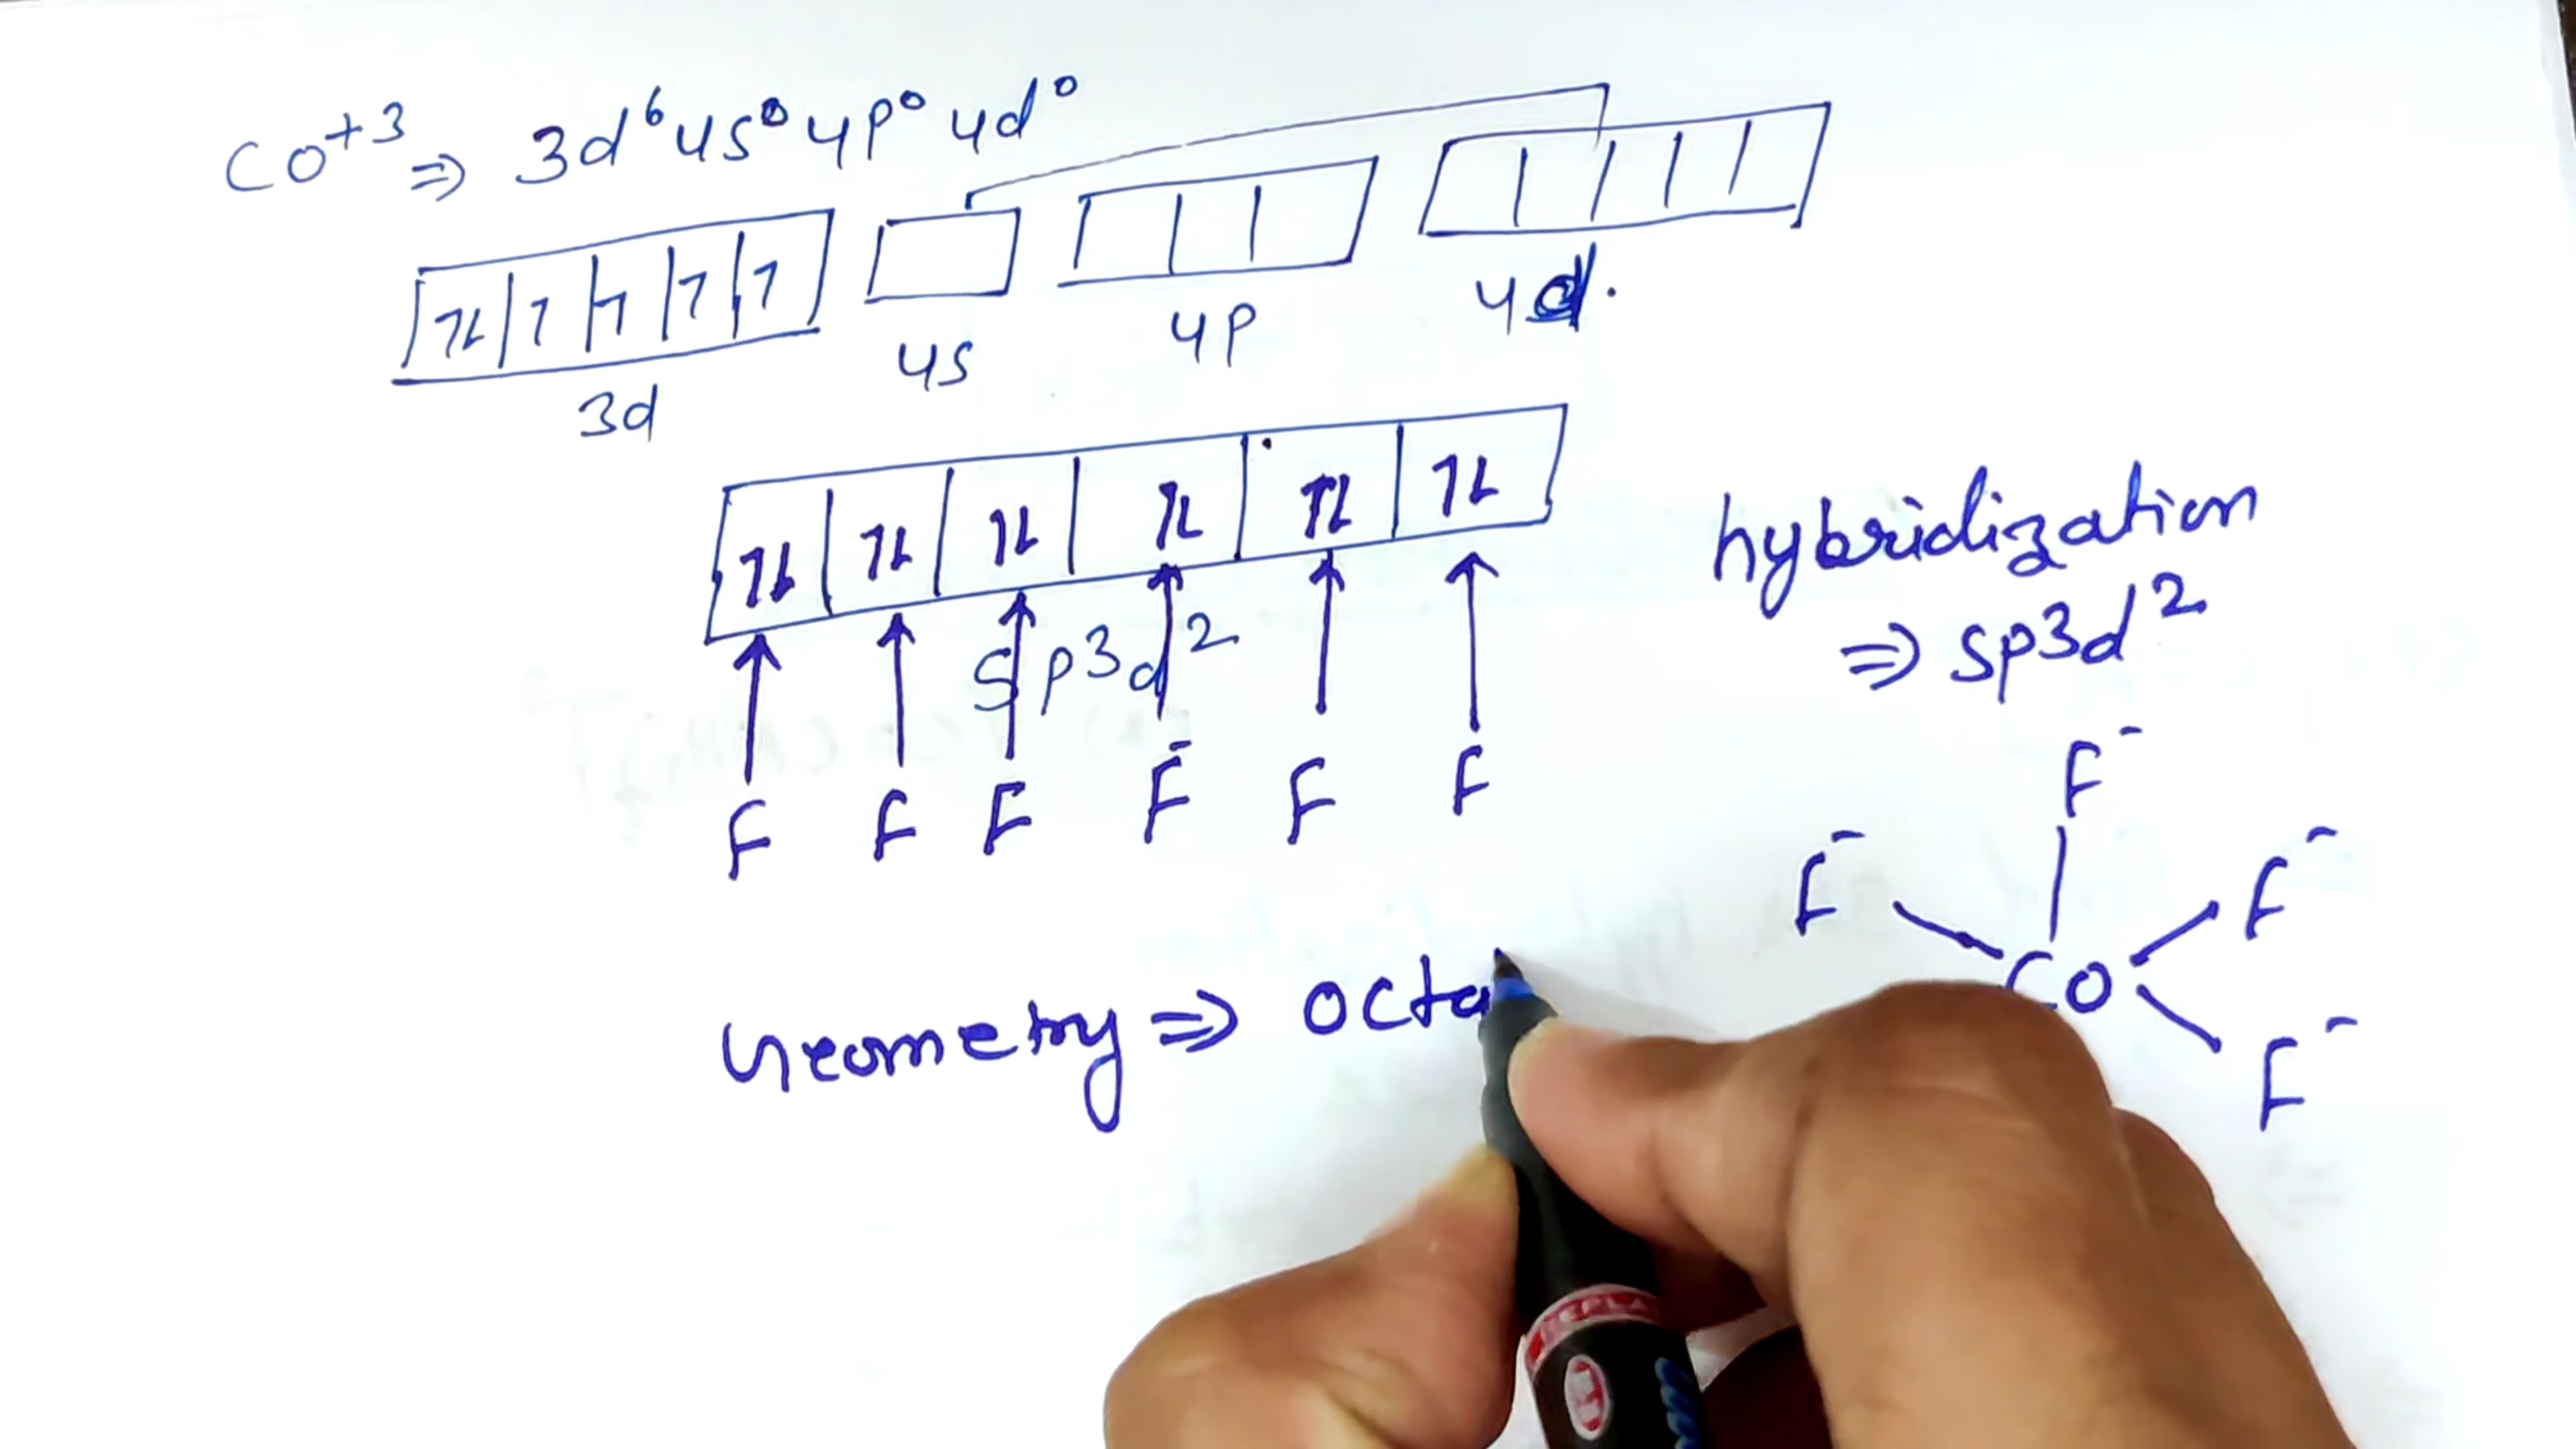 Co+3 ⇒ 3d6 4s0 4p0 4d0
3d
4s
4p
4d.
sp3d2
F F F F- F F
hybridization
⇒ sp3d2
F-
F- F-
Co
F-
Geometry ⇒ octa